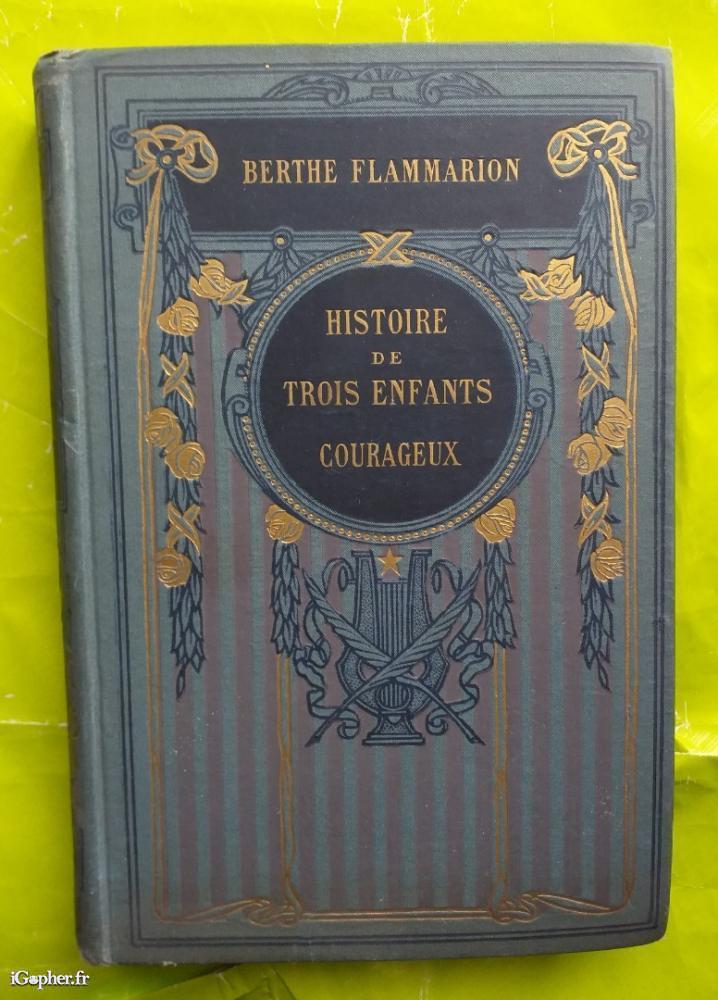 BERTHE FLAMMARION
HISTOIRE
DE
TROIS ENFANTS
COURAGEUX
iGopher.fr